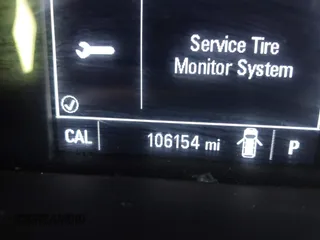 Service Tire
Monitor System
CAL 106154 mi P